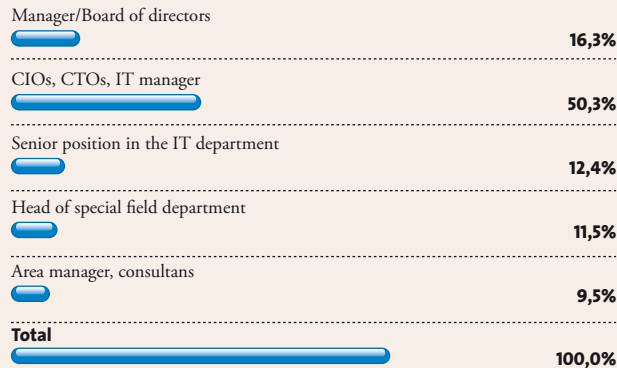 Manager/Board of directors
16,3%
CIOs, CTOs, IT manager
50,3%
Senior position in the IT department
12,4%
Head of special field department
11,5%
Area manager, consultans
9,5%
Total
100,0%